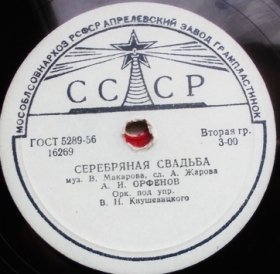 МОСОБЛСОВНАРХОЗ РСФСР АПРЕЛЕВСКИЙ ЗАВОД ГРАМПЛАСТИНОК
СССР
ГОСТ 5289-56
16269
Вторая гр.
3-00
СЕРЕБРЯНАЯ СВАДЬБА
муз. В. Макарова, сл. А. Жарова
А. И. ОРФЕНОВ
Орк. под упр.
В. Н. Кнушевицкого